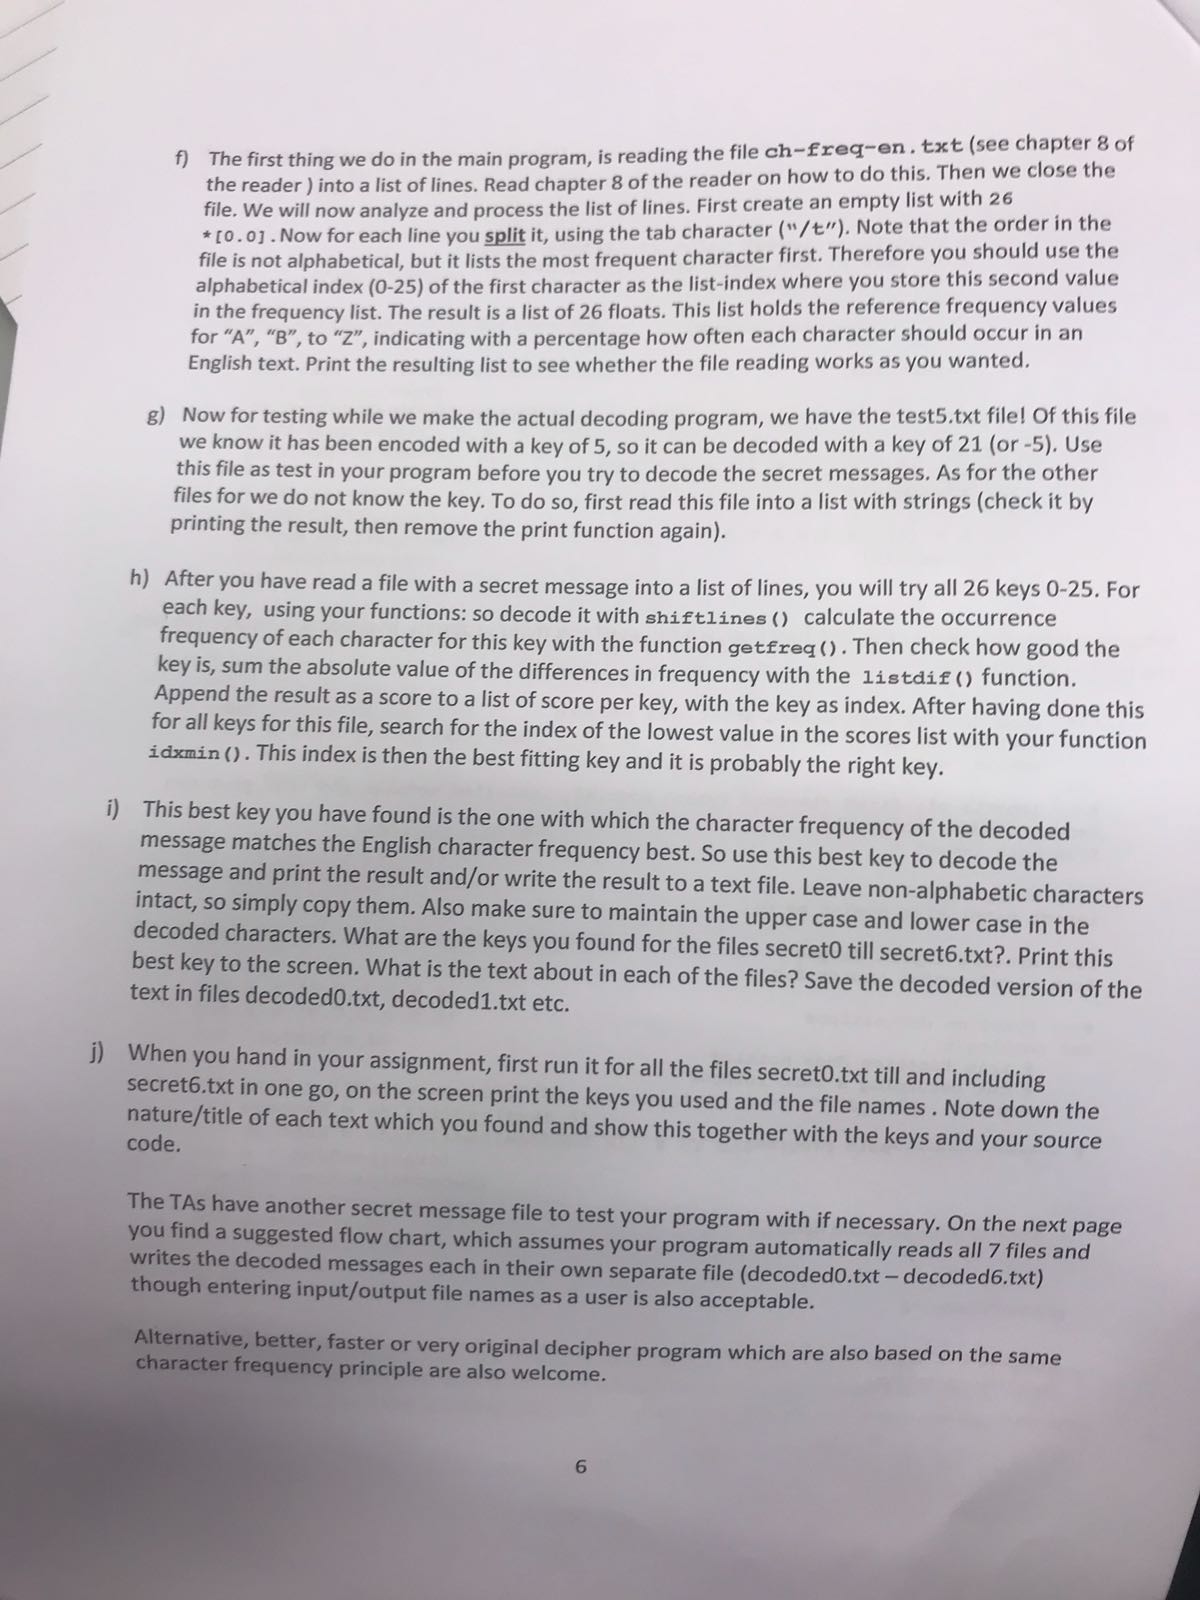 f) The first thing we do in the main program, is reading the file ch-freq-en.txt (see chapter 8 of
the reader ) into a list of lines. Read chapter 8 of the reader on how to do this. Then we close the
file. We will now analyze and process the list of lines. First create an empty list with 26
*[0.0]. Now for each line you split it, using the tab character ("/t"). Note that the order in the
file is not alphabetical, but it lists the most frequent character first. Therefore you should use the
alphabetical index (0-25) of the first character as the list-index where you store this second value
in the frequency list. The result is a list of 26 floats. This list holds the reference frequency values
for "A", "B", to "Z", indicating with a percentage how often each character should occur in an
English text. Print the resulting list to see whether the file reading works as you wanted.
g) Now for testing while we make the actual decoding program, we have the test5.txt file! Of this file
we know it has been encoded with a key of 5, so it can be decoded with a key of 21 (or -5). Use
this file as test in your program before you try to decode the secret messages. As for the other
files for we do not know the key. To do so, first read this file into a list with strings (check it by
printing the result, then remove the print function again).
h) After you have read a file with a secret message into a list of lines, you will try all 26 keys 0-25. For
each key, using your functions: so decode it with shiftlines() calculate the occurrence
frequency of each character for this key with the function getfreq(). Then check how good the
key is, sum the absolute value of the differences in frequency with the listdif() function.
Append the result as a score to a list of score per key, with the key as index. After having done this
for all keys for this file, search for the index of the lowest value in the scores list with your function
idxmin(). This index is then the best fitting key and it is probably the right key.
i) This best key you have found is the one with which the character frequency of the decoded
message matches the English character frequency best. So use this best key to decode the
message and print the result and/or write the result to a text file. Leave non-alphabetic characters
intact, so simply copy them. Also make sure to maintain the upper case and lower case in the
decoded characters. What are the keys you found for the files secret0 till secret6.txt?. Print this
best key to the screen. What is the text about in each of the files? Save the decoded version of the
text in files decoded0.txt, decoded1.txt etc.
j) When you hand in your assignment, first run it for all the files secret0.txt till and including
secret6.txt in one go, on the screen print the keys you used and the file names . Note down the
nature/title of each text which you found and show this together with the keys and your source
code.
The TAs have another secret message file to test your program with if necessary. On the next page
you find a suggested flow chart, which assumes your program automatically reads all 7 files and
writes the decoded messages each in their own separate file (decoded0.txt – decoded6.txt)
though entering input/output file names as a user is also acceptable.
Alternative, better, faster or very original decipher program which are also based on the same
character frequency principle are also welcome.
6